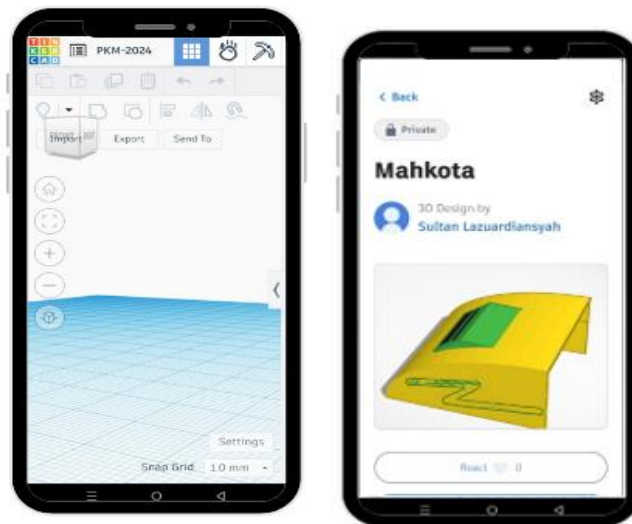 TIN
KER
CAD
PKM-2024
Import
Export
Send To
Settings
Snap Grid 1.0 mm
Back
Private
Mahkota
3D Design by
Sultan Lazuardiansyah
React 0